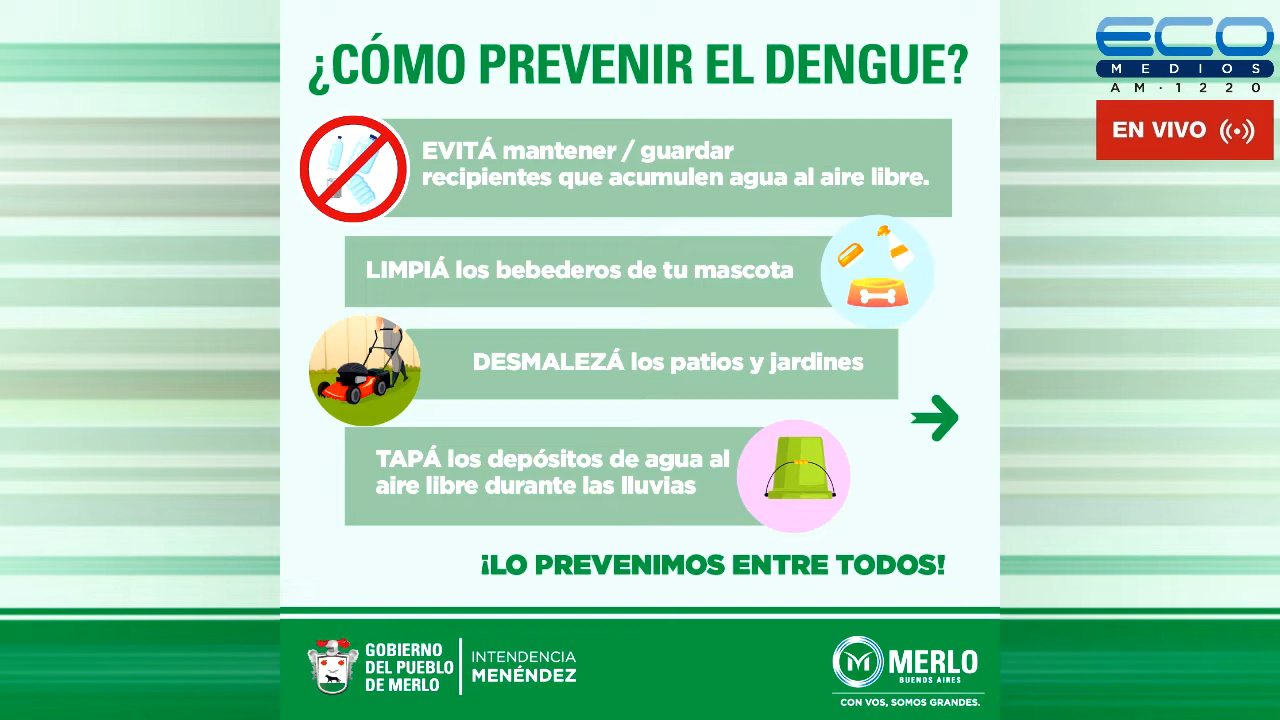 ¿CÓMO PREVENIR EL DENGUE?
EVITÁ mantener / guardar
recipientes que acumulen agua al aire libre.
LIMPIÁ los bebederos de tu mascota
DESMALEZÁ los patios y jardines
TAPÁ los depósitos de agua al
aire libre durante las lluvias
¡LO PREVENIMOS ENTRE TODOS!
GOBIERNO
DEL PUEBLO
DE MERLO
INTENDENCIA
MENÉNDEZ
MERLO
BUENOS AIRES
CON VOS, SOMOS GRANDES.
ECO
MEDIOS
AM·1220
EN VIVO